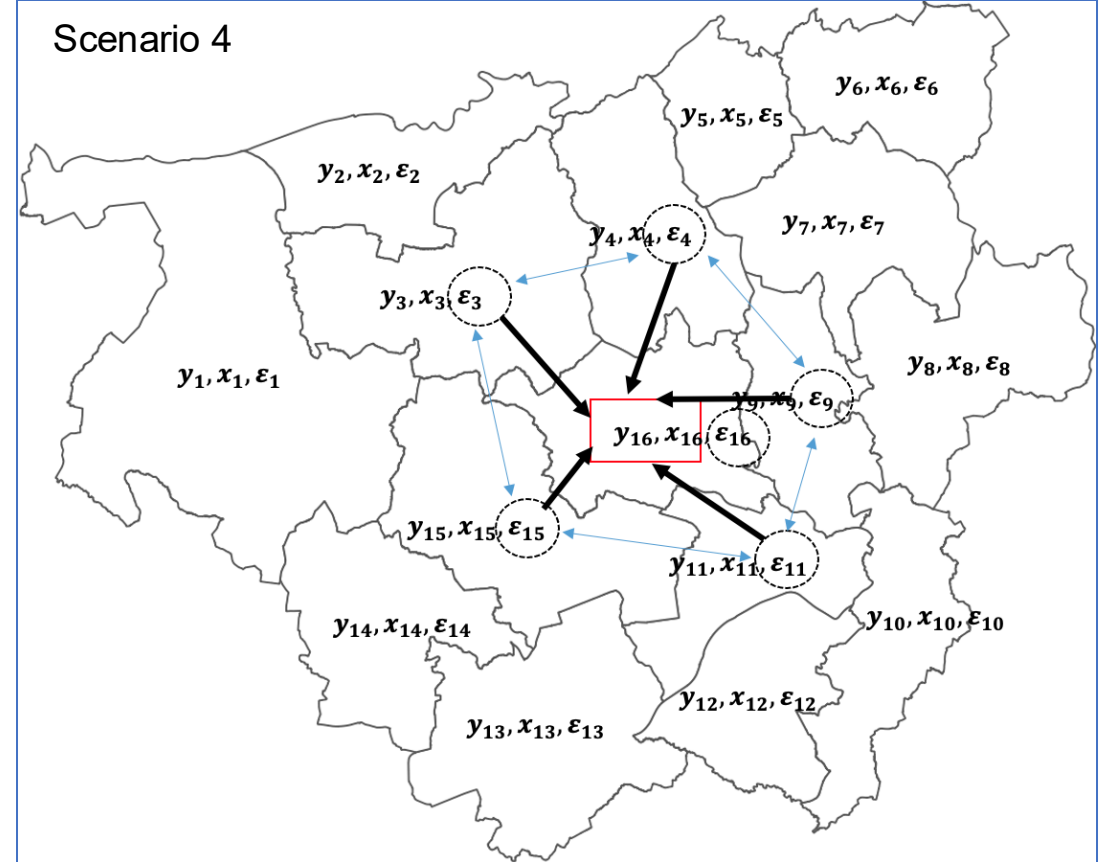 Scenario 4
y₆, x₆, ε₆
y₅, x₅, ε₅
y₂, x₂, ε₂
y₇, x₇, ε₇
y₄, x₄, ε₄
y₃, x₃, ε₃
y₈, x₈, ε₈
y₁, x₁, ε₁
y₉, x₉, ε₉
y₁₆, x₁₆, ε₁₆
y₁₅, x₁₅, ε₁₅
y₁₁, x₁₁, ε₁₁
y₁₀, x₁₀, ε₁₀
y₁₄, x₁₄, ε₁₄
y₁₂, x₁₂, ε₁₂
y₁₃, x₁₃, ε₁₃